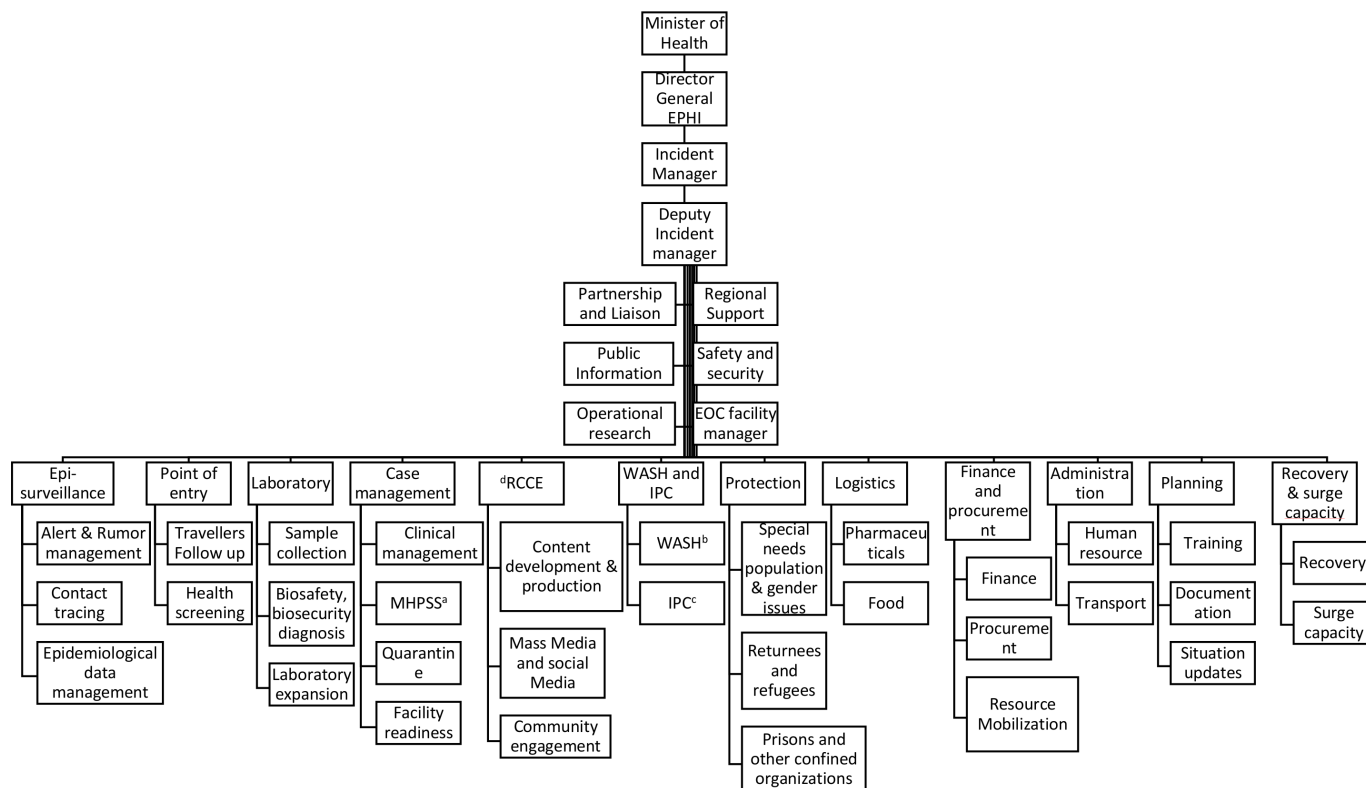 Minister of
Health
Director
General
EPHI
Incident
Manager
Deputy
Incident
manager
Partnership
and Liaison
Regional
Support
Public
Information
Safety and
security
Operational
research
EOC facility
manager
Epi-
surveillance
Alert & Rumor
management
Contact
tracing
Epidemiological
data
management
Point of
entry
Travellers
Follow up
Health
screening
Laboratory
Sample
collection
Biosafety,
biosecurity
diagnosis
Laboratory
expansion
Case
management
Clinical
management
MHPSSᵃ
Quarantin
e
Facility
readiness
ᵈRCCE
Content
development &
production
Mass Media
and social
Media
Community
engagement
WASH and
IPC
WASHᵇ
IPCᶜ
Protection
Special
needs
population
& gender
issues
Returnees
and
refugees
Prisons and
other confined
organizations
Logistics
Pharmaceu
ticals
Food
Finance and
procureme
nt
Finance
Procureme
nt
Resource
Mobilization
Administra
tion
Human
resource
Transport
Planning
Training
Document
ation
Situation
updates
Recovery
& surge
capacity
Recovery
Surge
capacity